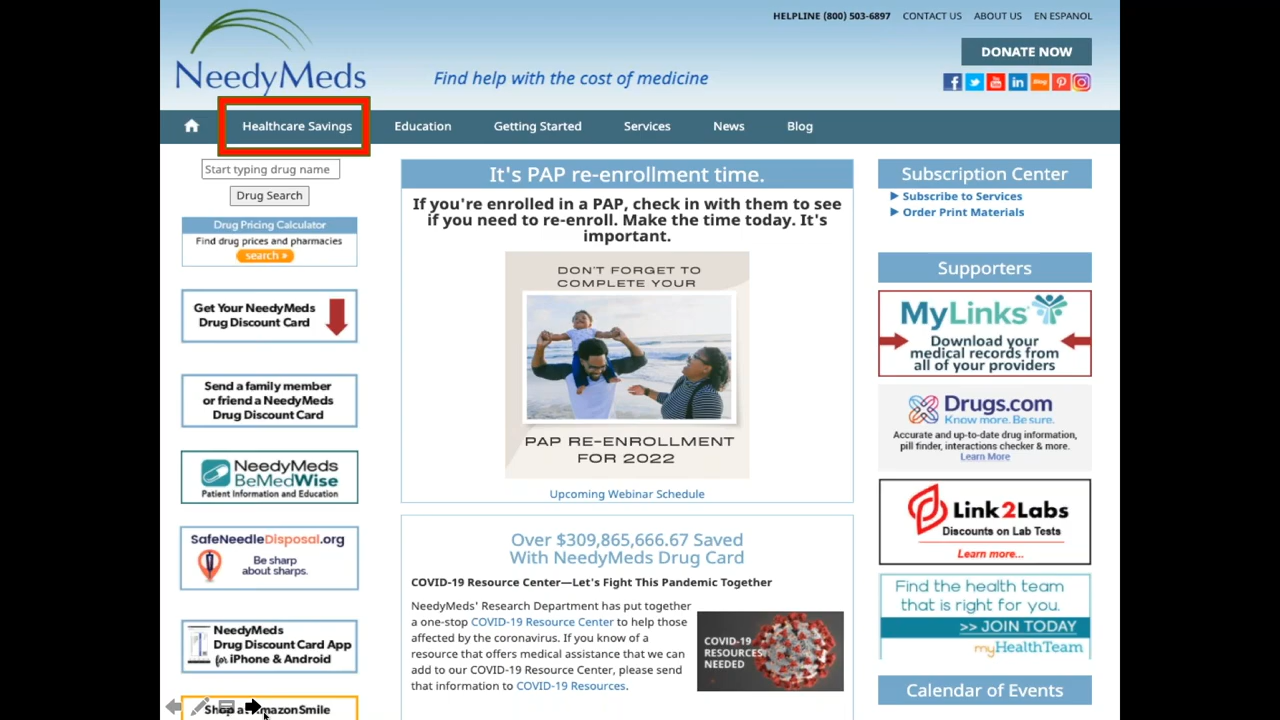 HELPLINE (800) 503-6897 CONTACT US ABOUT US EN ESPANOL
DONATE NOW
NeedyMeds
Find help with the cost of medicine
Healthcare Savings Education Getting Started Services News Blog
Start typing drug name
Drug Search
Drug Pricing Calculator
Find drug prices and pharmacies
search »
Get Your NeedyMeds
Drug Discount Card
Send a family member
or friend a NeedyMeds
Drug Discount Card
NeedyMeds
BeMedWise
Patient Information and Education
SafeNeedleDisposal.org
Be sharp
about sharps.
NeedyMeds
Drug Discount Card App
for iPhone & Android
It's PAP re-enrollment time.
If you're enrolled in a PAP, check in with them to see
if you need to re-enroll. Make the time today. It's
important.
DON'T FORGET TO
COMPLETE YOUR
PAP RE-ENROLLMENT
FOR 2022
Upcoming Webinar Schedule
Over $309,865,666.67 Saved
With NeedyMeds Drug Card
COVID-19 Resource Center—Let's Fight This Pandemic Together
NeedyMeds' Research Department has put together
a one-stop COVID-19 Resource Center to help those
affected by the coronavirus. If you know of a
resource that offers medical assistance that we can
add to our COVID-19 Resource Center, please send
that information to COVID-19 Resources.
COVID-19
RESOURCES
NEEDED
Subscription Center
Subscribe to Services
Order Print Materials
Supporters
MyLinks
Download your
medical records from
all of your providers
Drugs.com
Know more. Be sure.
Accurate and up-to-date drug information,
pill finder, interactions checker & more.
Learn More
Link2Labs
Discounts on Lab Tests
Learn more...
Find the health team
that is right for you.
>> JOIN TODAY
myHealthTeam
Calendar of Events